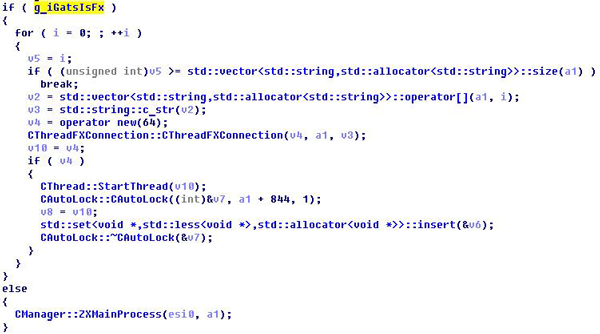 if ( g_iGatsIsFx )
{
  for ( i = 0; ; ++i )
  {
    v5 = i;
    if ( (unsigned int)v5 >= std::vector<std::string,std::allocator<std::string>>::size(a1) )
      break;
    v2 = std::vector<std::string,std::allocator<std::string>>::operator[](a1, i);
    v3 = std::string::c_str(v2);
    v4 = operator new(64);
    CThreadFXConnection::CThreadFXConnection(v4, a1, v3);
    v10 = v4;
    if ( v4 )
    {
      CThread::StartThread(v10);
      CAutoLock::CAutoLock((int)&v7, a1 + 844, 1);
      v8 = v10;
      std::set<void *,std::less<void *>,std::allocator<void *>>::insert(&v6);
      CAutoLock::~CAutoLock(&v7);
    }
  }
}
else
{
  CManager::ZXMainProcess(esi0, a1);
}